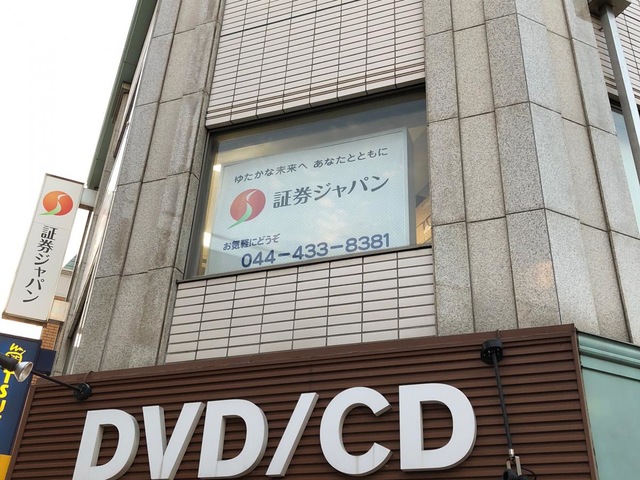 ゆたかな未来へ あなたとともに
証券ジャパン
お気軽にどうぞ
044-433-8381
証券ジャパン
DVD/CD